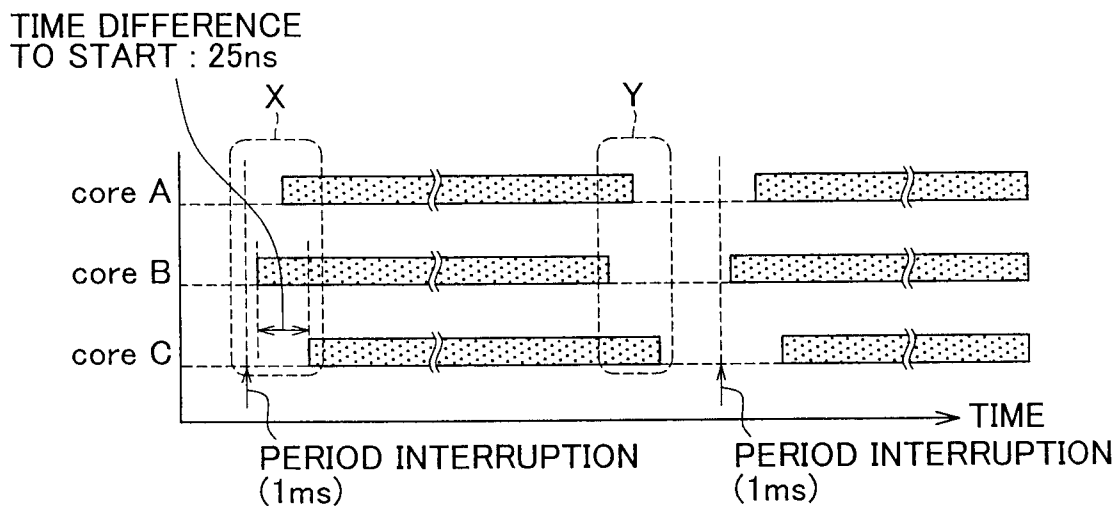 TIME DIFFERENCE
TO START : 25ns
X
Y
core A
core B
core C
TIME
PERIOD INTERRUPTION
(1ms)
PERIOD INTERRUPTION
(1ms)